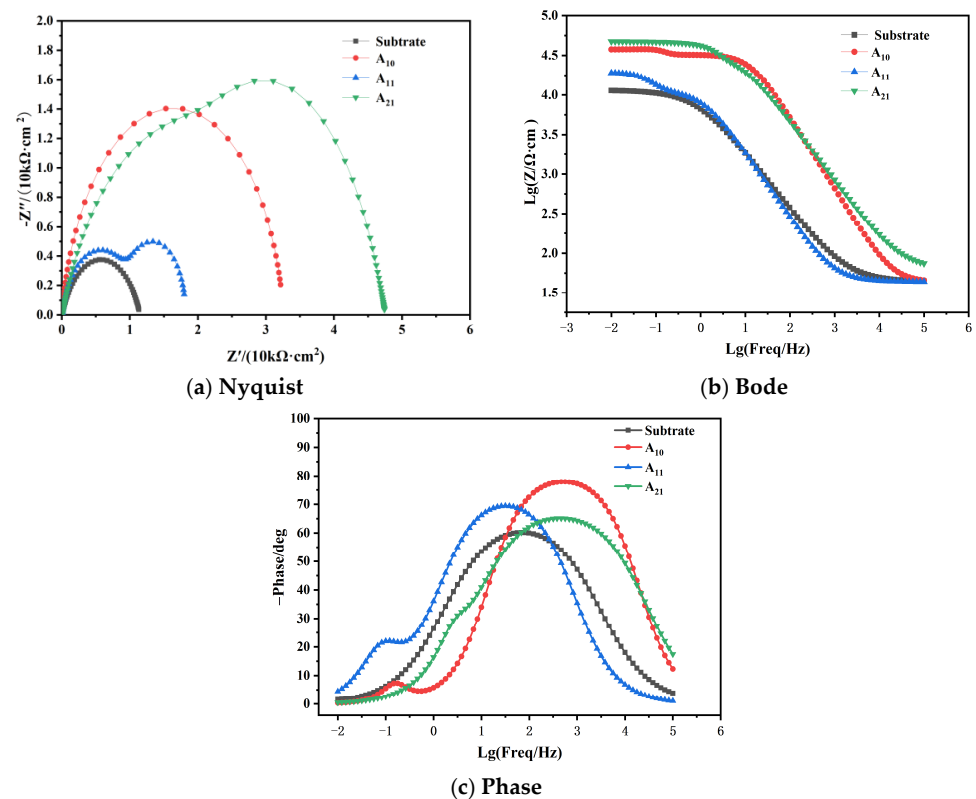 -2.0
-1.6
-1.4
-1.2
-1.0
0.8
0.6
0.4
0.2
0.0
0 1 2 3 4 5 6
-Z″/(10kΩ·cm²)
Z′/(10kΩ·cm²)
Subtrate
A₁₀
A₁₁
A₂₁
(a) Nyquist
5.0
4.5
4.0
3.5
3.0
2.5
2.0
1.5
-3 -2 -1 0 1 2 3 4 5 6
Lg(Z/Ω·cm )
Lg(Freq/Hz)
Substrate
A₁₀
A₁₁
A₂₁
(b) Bode
100
90
80
70
60
50
40
30
20
10
0
-2 -1 0 1 2 3 4 5 6
−Phase/deg
Lg(Freq/Hz)
Subtrate
A₁₀
A₁₁
A₂₁
(c) Phase